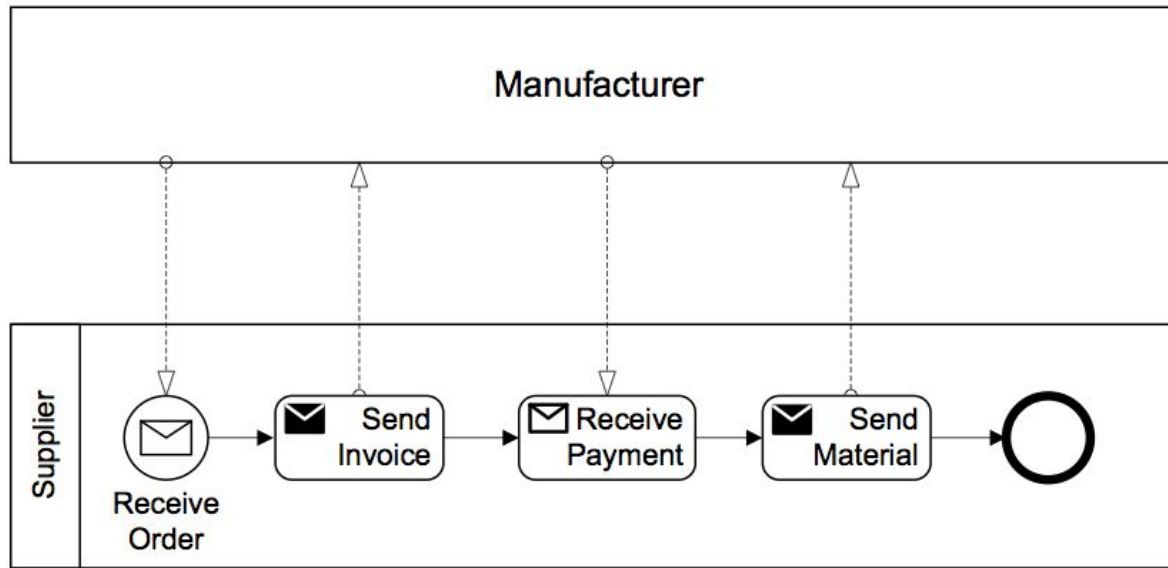 Manufacturer
Supplier
Receive
Order
Send
Invoice
Receive
Payment
Send
Material